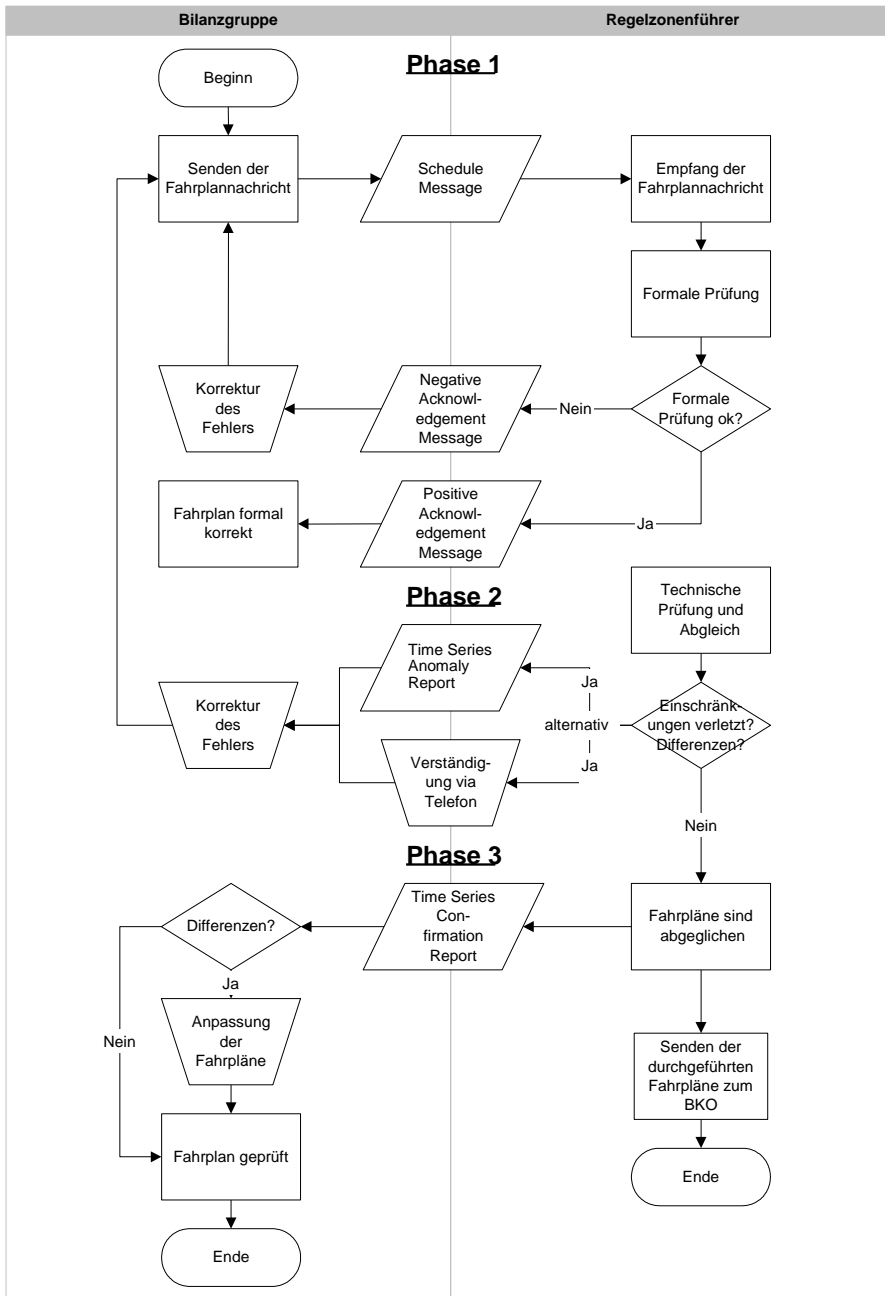 Bilanzgruppe
Regelzonenführer
Phase 1
Beginn
Senden der
Fahrplannachricht
Schedule
Message
Empfang der
Fahrplannachricht
Formale Prüfung
Korrektur
des
Fehlers
Negative
Acknowl-
edgement
Message
Nein
Formale
Prüfung ok?
Fahrplan formal
korrekt
Positive
Acknowl-
edgement
Message
Ja
Phase 2
Technische
Prüfung und
Abgleich
Time Series
Anomaly
Report
Ja
Korrektur
des
Fehlers
alternativ
Einschränk-
ungen verletzt?
Differenzen?
Verständig-
ung via
Telefon
Ja
Nein
Phase 3
Differenzen?
Time Series
Con-
firmation
Report
Fahrpläne sind
abgeglichen
Ja
Nein
Anpassung
der
Fahrpläne
Senden der
durchgeführten
Fahrpläne zum
BKO
Fahrplan geprüft
Ende
Ende